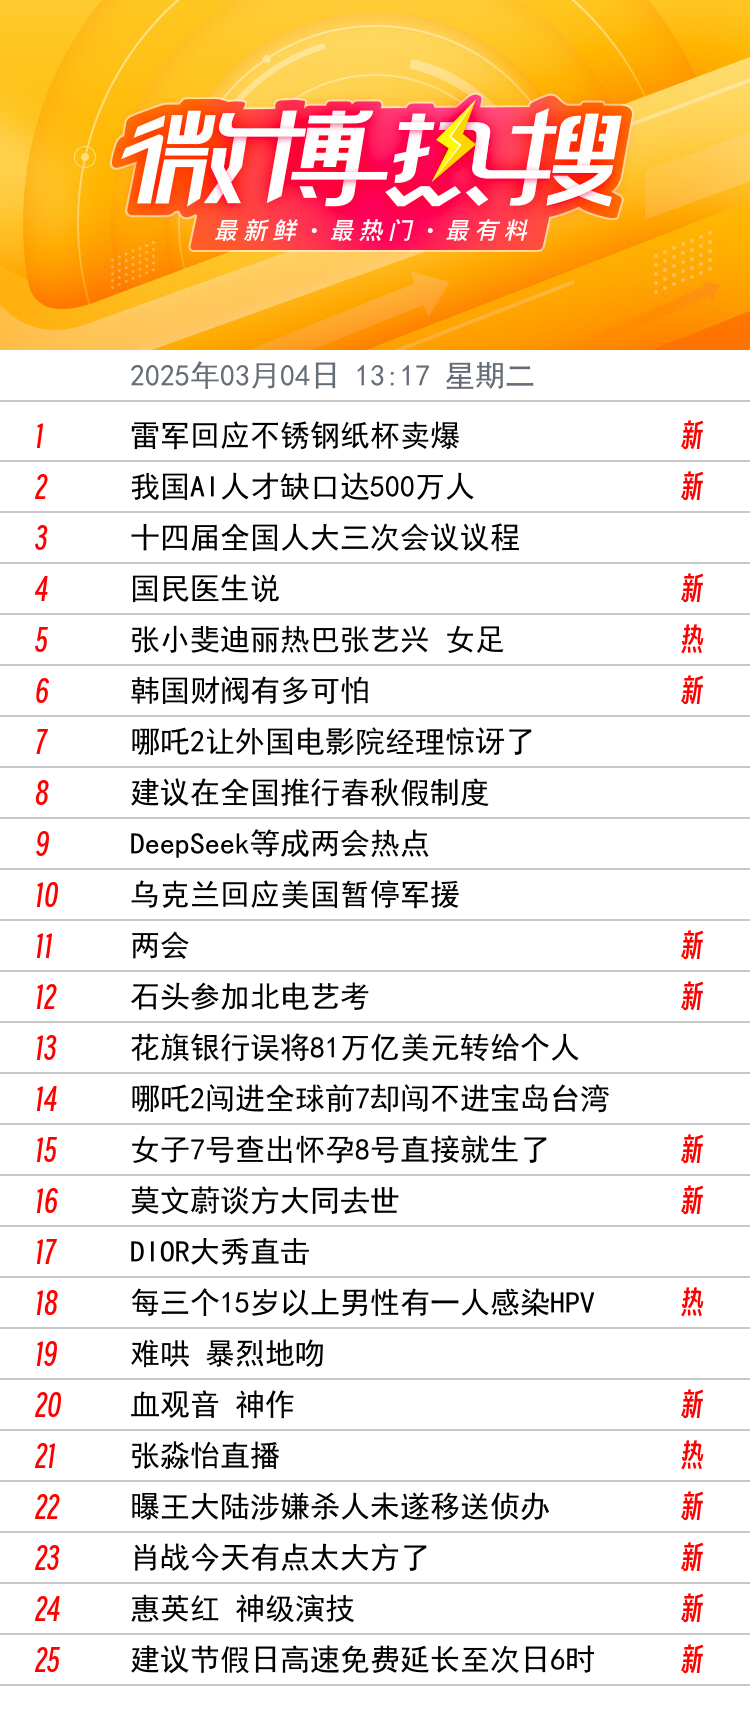 微博热搜
最新鲜·最热门·最有料
2025年03月04日 13:17 星期二
1 雷军回应不锈钢纸杯卖爆 新
2 我国AI人才缺口达500万人 新
3 十四届全国人大三次会议议程
4 国民医生说 新
5 张小斐迪丽热巴张艺兴 女足 热
6 韩国财阀有多可怕 新
7 哪吒2让外国电影院经理惊讶了
8 建议在全国推行春秋假制度
9 DeepSeek等成两会热点
10 乌克兰回应美国暂停军援
11 两会 新
12 石头参加北电艺考 新
13 花旗银行误将81万亿美元转给个人
14 哪吒2闯进全球前7却闯不进宝岛台湾
15 女子7号查出怀孕8号直接就生了 新
16 莫文蔚谈方大同去世 新
17 DIOR大秀直击
18 每三个15岁以上男性有一人感染HPV 热
19 难哄 暴烈地吻
20 血观音 神作 新
21 张淼怡直播 热
22 曝王大陆涉嫌杀人未遂移送侦办 新
23 肖战今天有点太大方了 新
24 惠英红 神级演技 新
25 建议节假日高速免费延长至次日6时 新